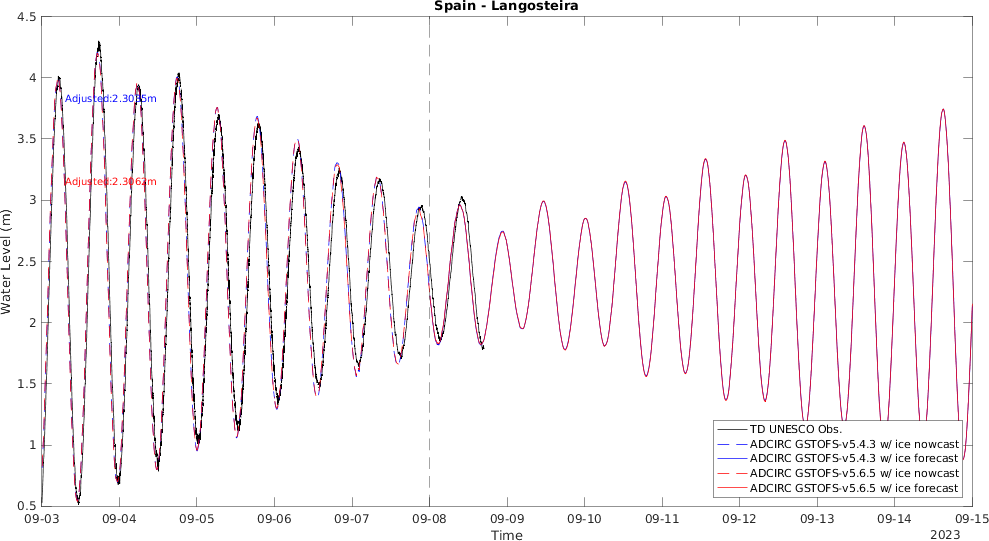 Spain - Langosteira
4.5
4
3.5
3
2.5
2
1.5
1
0.5
Water Level (m)
Adjusted:2.3035m
Adjusted:2.3062m
TD UNESCO Obs.
ADCIRC GSTOFS-v5.4.3 w/ ice nowcast
ADCIRC GSTOFS-v5.4.3 w/ ice forecast
ADCIRC GSTOFS-v5.6.5 w/ ice nowcast
ADCIRC GSTOFS-v5.6.5 w/ ice forecast
09-03 09-04 09-05 09-06 09-07 09-08 09-09 09-10 09-11 09-12 09-13 09-14 09-15
Time
2023